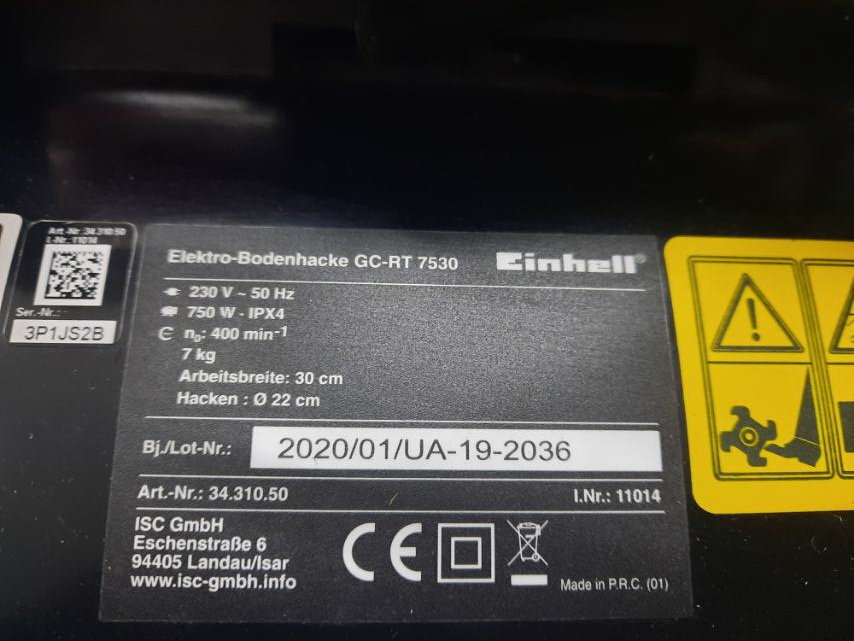 Art.-Nr. 34.310.50
I.-Nr.: 11014
Ser.-Nr.:
3P1JS2B
Elektro-Bodenhacke GC-RT 7530
Einhell®
230 V ~ 50 Hz
750 W - IPX4
n₀: 400 min⁻¹
7 kg
Arbeitsbreite: 30 cm
Hacken : Ø 22 cm
Bj./Lot-Nr.: 2020/01/UA-19-2036
Art.-Nr.: 34.310.50 I.Nr.: 11014
ISC GmbH
Eschenstraße 6
94405 Landau/Isar
www.isc-gmbh.info
CE
Made in P.R.C. (01)